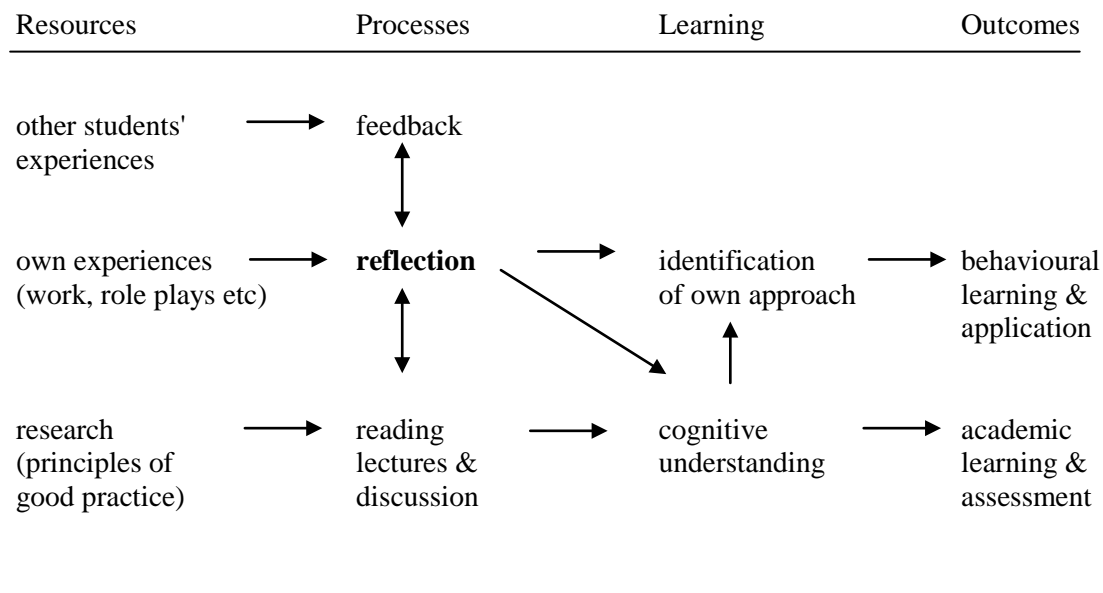 Resources Processes Learning Outcomes
other students' feedback
experiences
own experiences reflection identification behavioural
(work, role plays etc) of own approach learning &
application
research reading cognitive academic
(principles of lectures & understanding learning &
good practice) discussion assessment